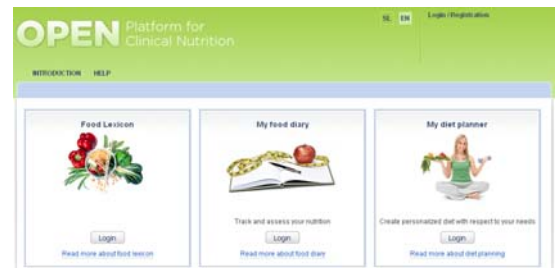 OPEN Platform for
Clinical Nutrition
SL EN Login / Registration
INTRODUCTION HELP
Food Lexicon
Login
Read more about food lexicon
My food diary
Track and assess your nutrition
Login
Read more about food diary
My diet planner
Create personalized diet with respect to your needs
Login
Read more about diet planning